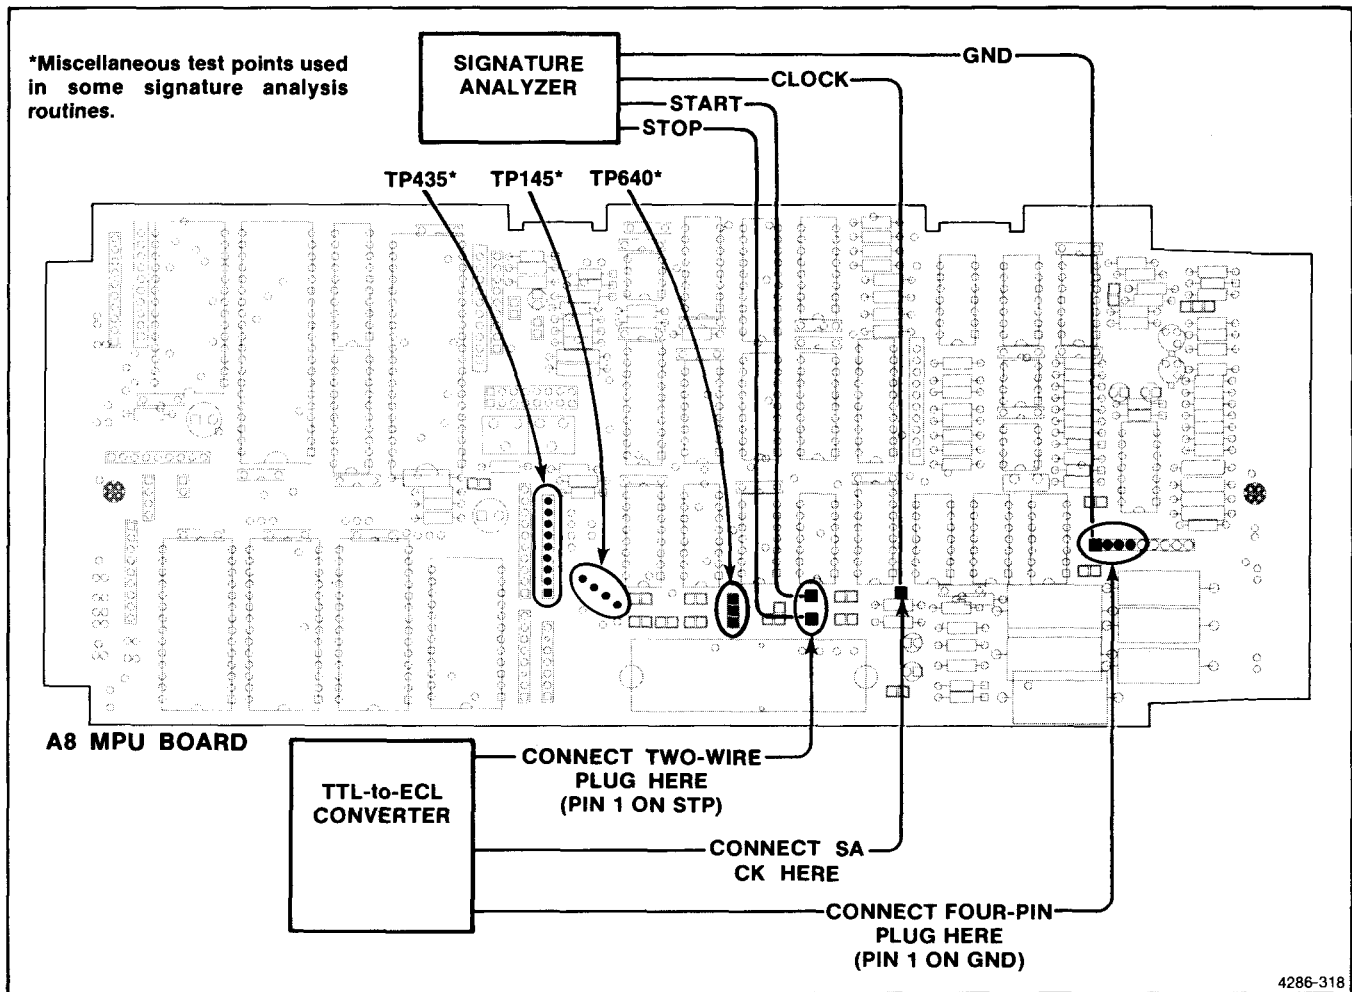 *Miscellaneous test points used
in some signature analysis
routines.
SIGNATURE
ANALYZER
GND
CLOCK
START
STOP
TP435*
TP145*
TP640*
A8 MPU BOARD
TTL-to-ECL
CONVERTER
CONNECT TWO-WIRE
PLUG HERE
(PIN 1 ON STP)
CONNECT SA
CK HERE
CONNECT FOUR-PIN
PLUG HERE
(PIN 1 ON GND)
4286-318